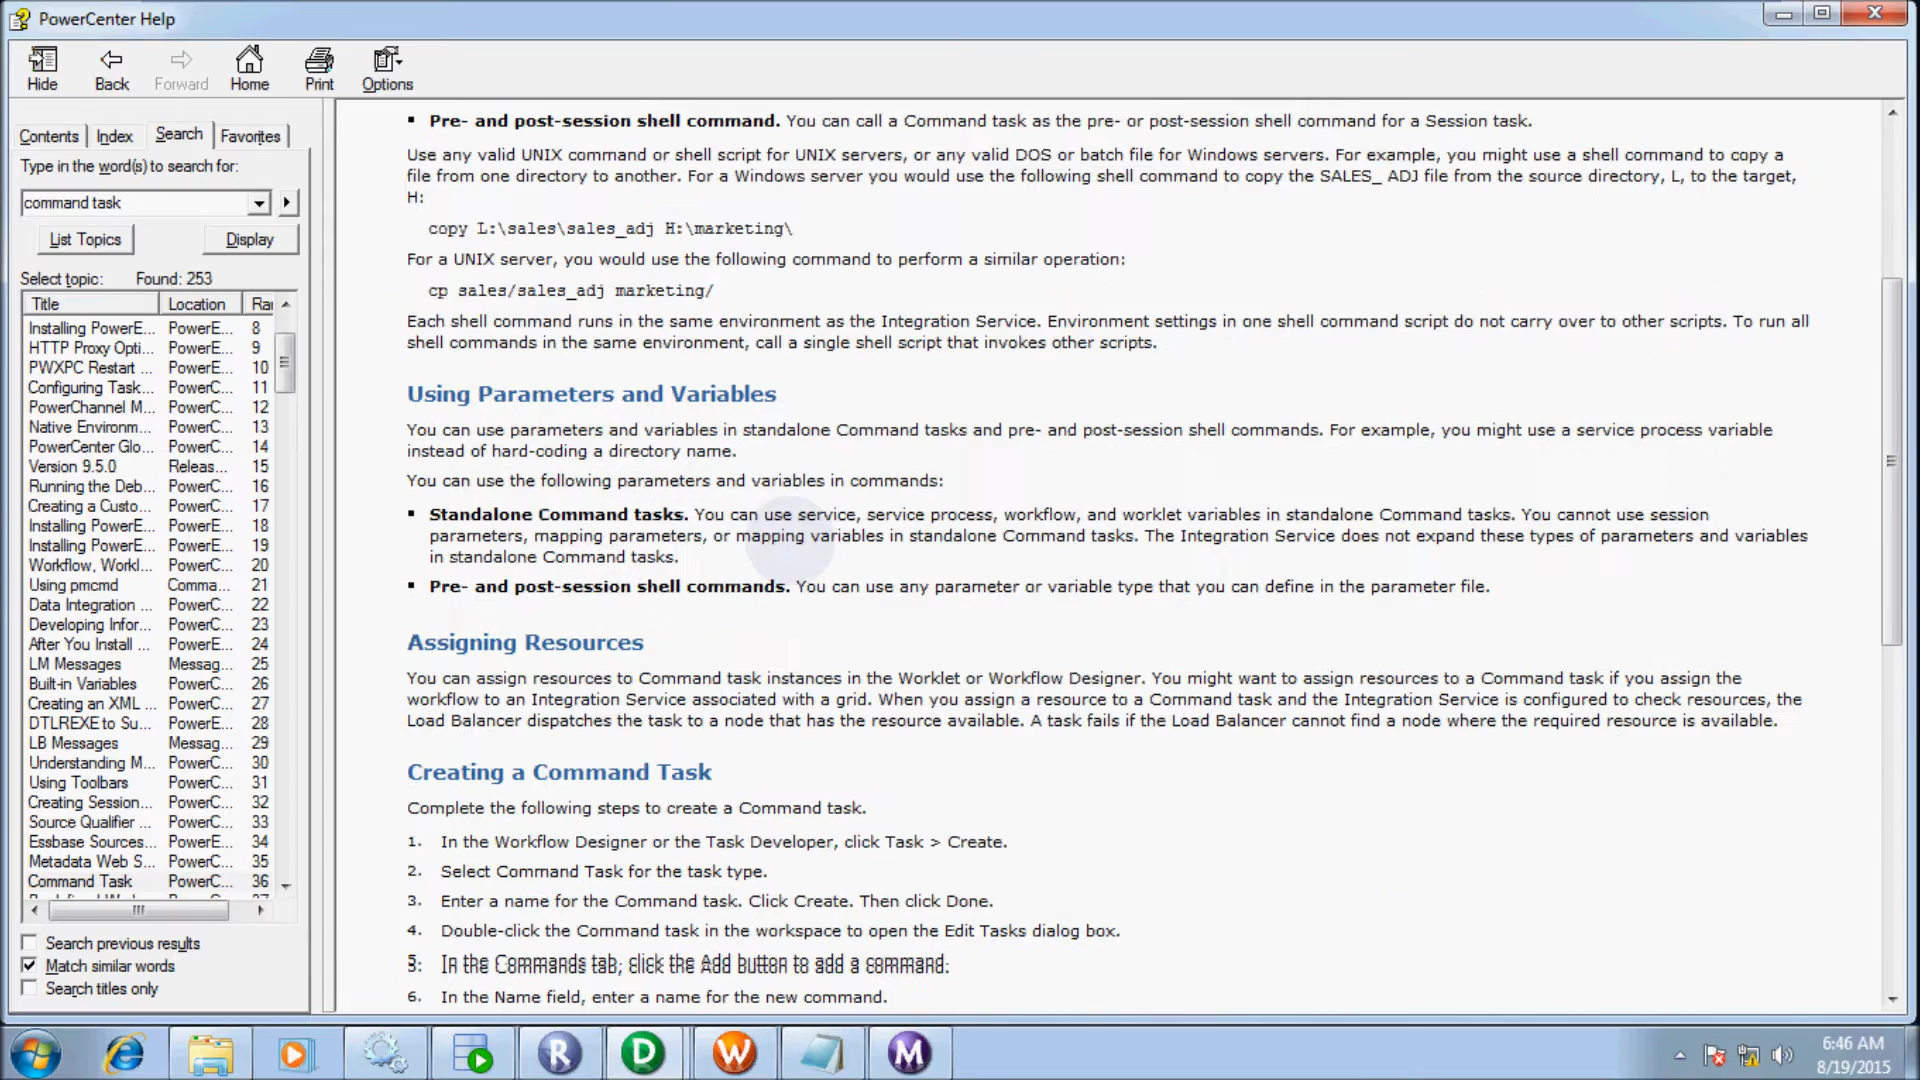 PowerCenter Help
Hide
Back
Forward
Home
Print
Options
Contents
Index
Search
Favorites
Type in the word(s) to search for:
command task
List Topics
Display
Select topic: Found: 253
Title Location Rar
Installing PowerE... PowerE... 8
HTTP Proxy Opti... PowerE... 9
PWXPC Restart ... PowerE... 10
Configuring Task... PowerC... 11
PowerChannel M... PowerC... 12
Native Environm... PowerC... 13
PowerCenter Glo... PowerC... 14
Version 9.5.0 Releas... 15
Running the Deb... PowerC... 16
Creating a Custo... PowerC... 17
Installing PowerE... PowerE... 18
Installing PowerE... PowerE... 19
Workflow, Workl... PowerC... 20
Using pmcmd Comma... 21
Data Integration ... PowerC... 22
Developing Infor... PowerC... 23
After You Install ... PowerE... 24
LM Messages Messag... 25
Built-in Variables PowerC... 26
Creating an XML ... PowerC... 27
DTLREXE to Su... PowerE... 28
LB Messages Messag... 29
Understanding M... PowerC... 30
Using Toolbars PowerC... 31
Creating Session... PowerC... 32
Source Qualifier ... PowerC... 33
Essbase Sources... PowerE... 34
Metadata Web S... PowerC... 35
Command Task PowerC... 36
Search previous results
Match similar words
Search titles only
▪ Pre- and post-session shell command. You can call a Command task as the pre- or post-session shell command for a Session task.
Use any valid UNIX command or shell script for UNIX servers, or any valid DOS or batch file for Windows servers. For example, you might use a shell command to copy a
file from one directory to another. For a Windows server you would use the following shell command to copy the SALES_ ADJ file from the source directory, L, to the target,
H:
copy L:\sales\sales_adj H:\marketing\
For a UNIX server, you would use the following command to perform a similar operation:
cp sales/sales_adj marketing/
Each shell command runs in the same environment as the Integration Service. Environment settings in one shell command script do not carry over to other scripts. To run all
shell commands in the same environment, call a single shell script that invokes other scripts.
Using Parameters and Variables
You can use parameters and variables in standalone Command tasks and pre- and post-session shell commands. For example, you might use a service process variable
instead of hard-coding a directory name.
You can use the following parameters and variables in commands:
▪ Standalone Command tasks. You can use service, service process, workflow, and worklet variables in standalone Command tasks. You cannot use session
parameters, mapping parameters, or mapping variables in standalone Command tasks. The Integration Service does not expand these types of parameters and variables
in standalone Command tasks.
▪ Pre- and post-session shell commands. You can use any parameter or variable type that you can define in the parameter file.
Assigning Resources
You can assign resources to Command task instances in the Worklet or Workflow Designer. You might want to assign resources to a Command task if you assign the
workflow to an Integration Service associated with a grid. When you assign a resource to a Command task and the Integration Service is configured to check resources, the
Load Balancer dispatches the task to a node that has the resource available. A task fails if the Load Balancer cannot find a node where the required resource is available.
Creating a Command Task
Complete the following steps to create a Command task.
1. In the Workflow Designer or the Task Developer, click Task > Create.
2. Select Command Task for the task type.
3. Enter a name for the Command task. Click Create. Then click Done.
4. Double-click the Command task in the workspace to open the Edit Tasks dialog box.
5. In the Commands tab, click the Add button to add a command.
6. In the Name field, enter a name for the new command.
R
D
W
M
6:46 AM
8/19/2015